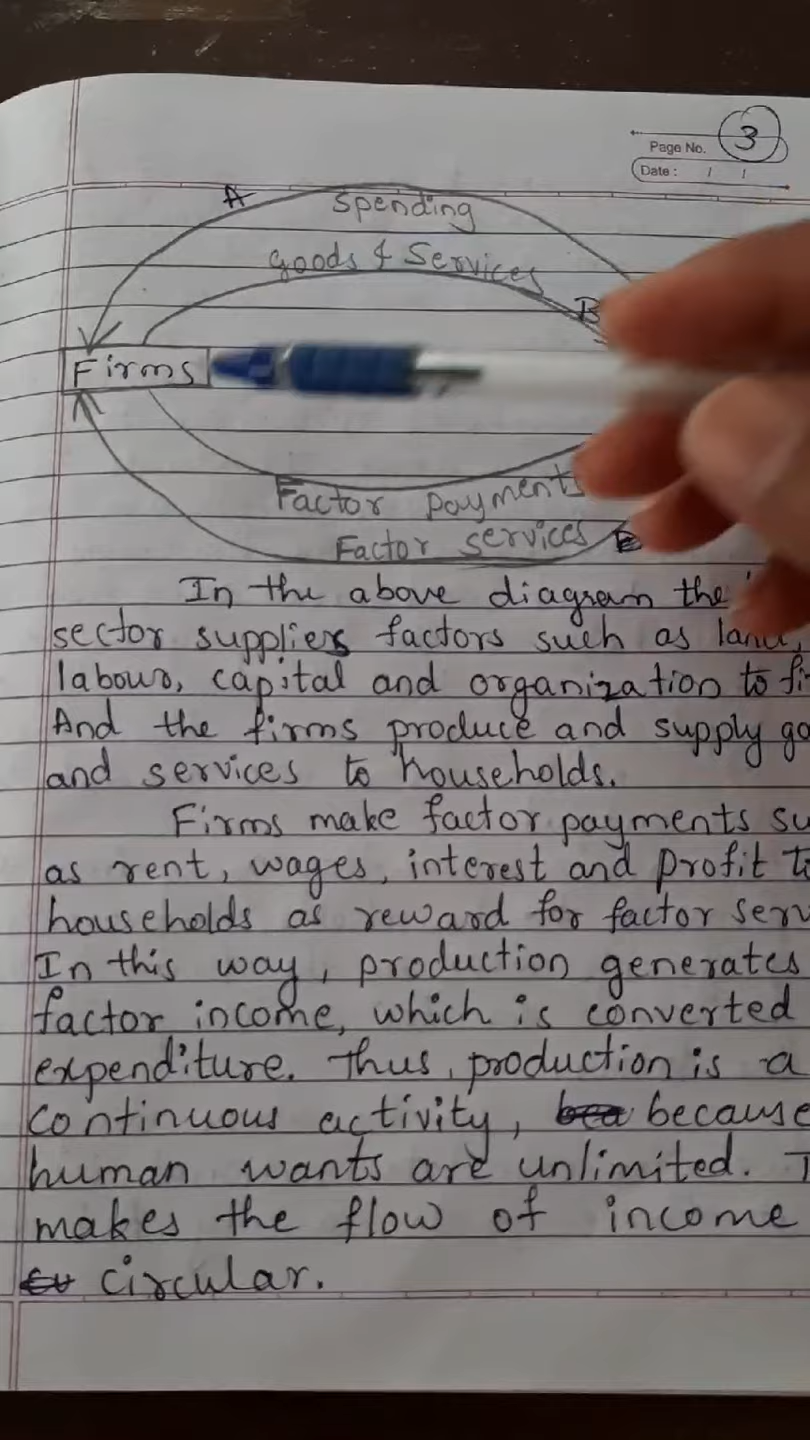 Page No. 3
Date : / /
A
Spending
goods & Services
B
Firms
Factor payments
Factor services
In the above diagram the
sector suppliers factors such as land,
labour, capital and organization to
And the firms produce and supply
and services to households.
Firms make factor payments
as rent, wages, interest and profit
households as reward for factor
In this way, production generates
factor income, which is converted
expenditure. Thus, production is a
continuous activity, because
human wants are unlimited.
makes the flow of income
circular.